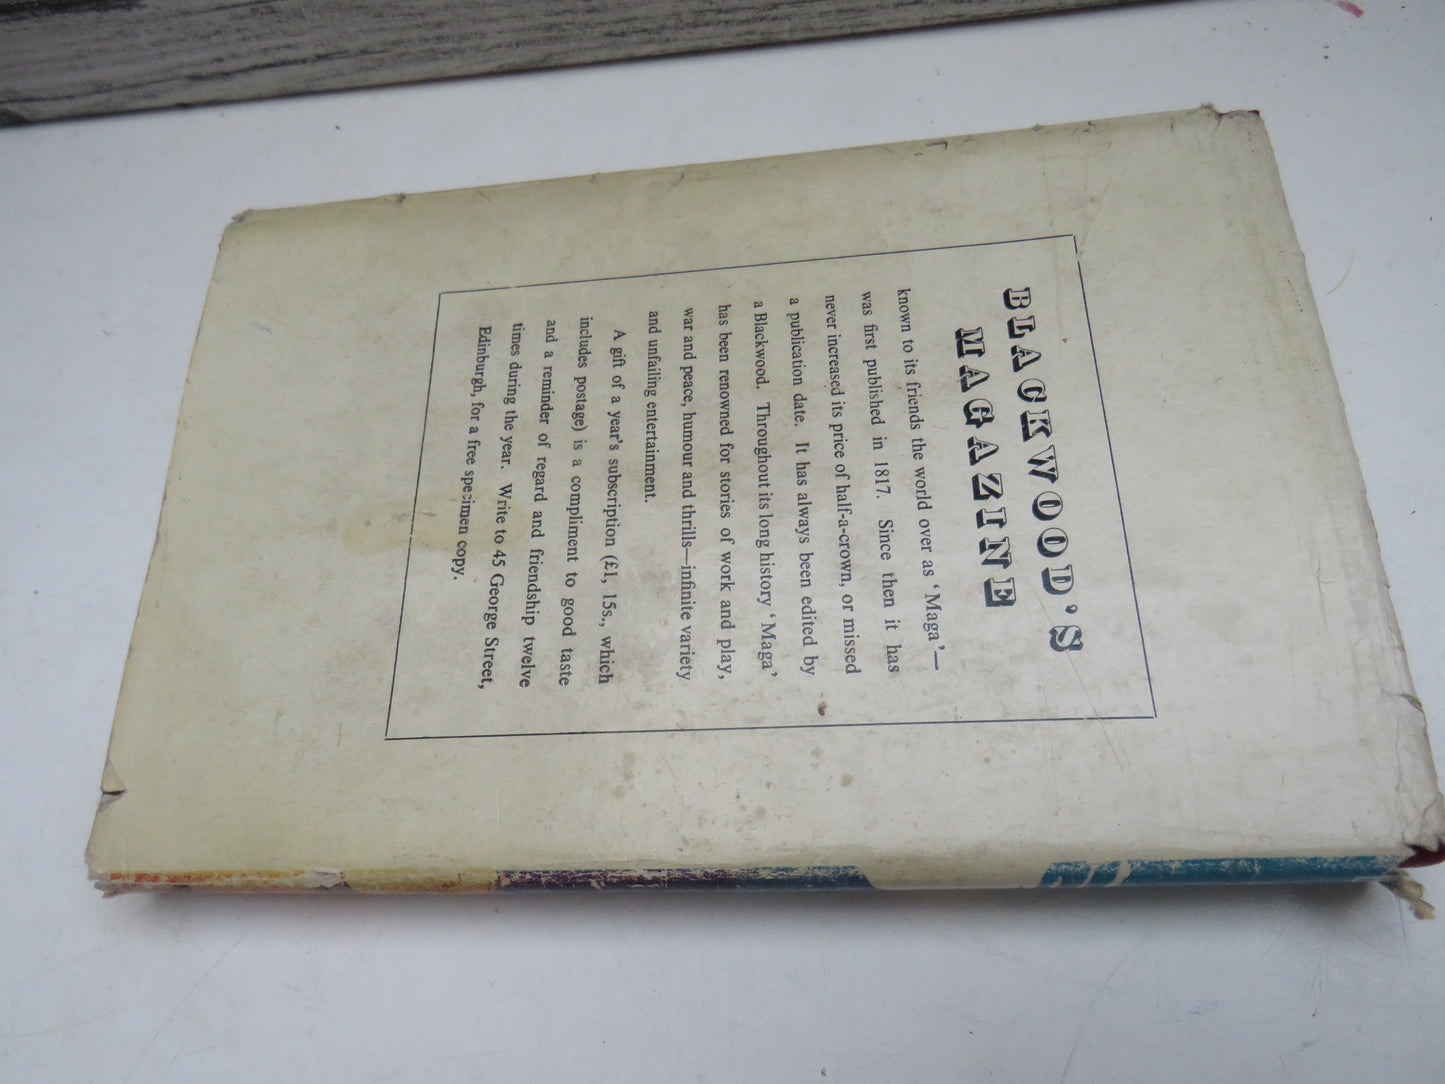 BLACKWOOD'S
MAGAZINE
known to its friends the world over as 'Maga'—
was first published in 1817. Since then it has
never increased its price of half-a-crown, or missed
a publication date. It has always been edited by
a Blackwood. Throughout its long history 'Maga'
has been renowned for stories of work and play,
war and peace, humour and thrills—infinite variety
and unfailing entertainment.
A gift of a year's subscription (£1, 15s., which
includes postage) is a compliment to good taste
and a reminder of regard and friendship twelve
times during the year. Write to 45 George Street,
Edinburgh, for a free specimen copy.